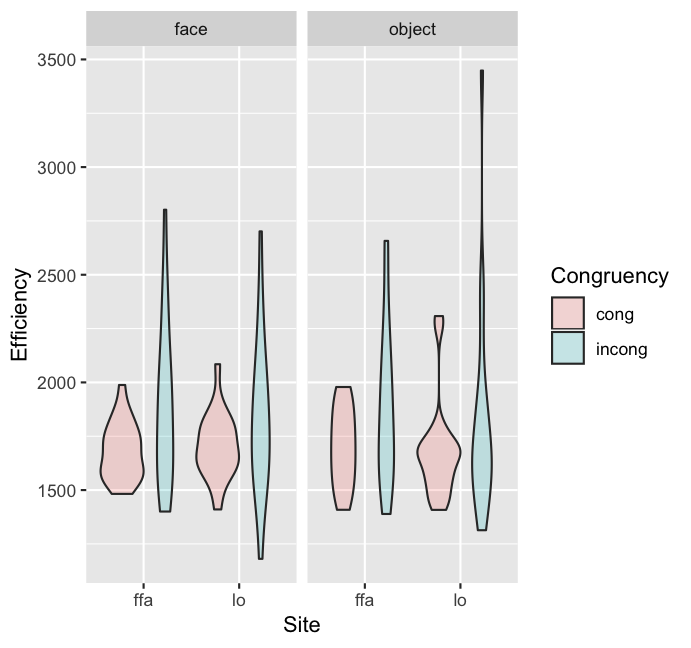 face
object
3500
3000
2500
2000
1500
Efficiency
ffa
lo
ffa
lo
Site
Congruency
cong
incong